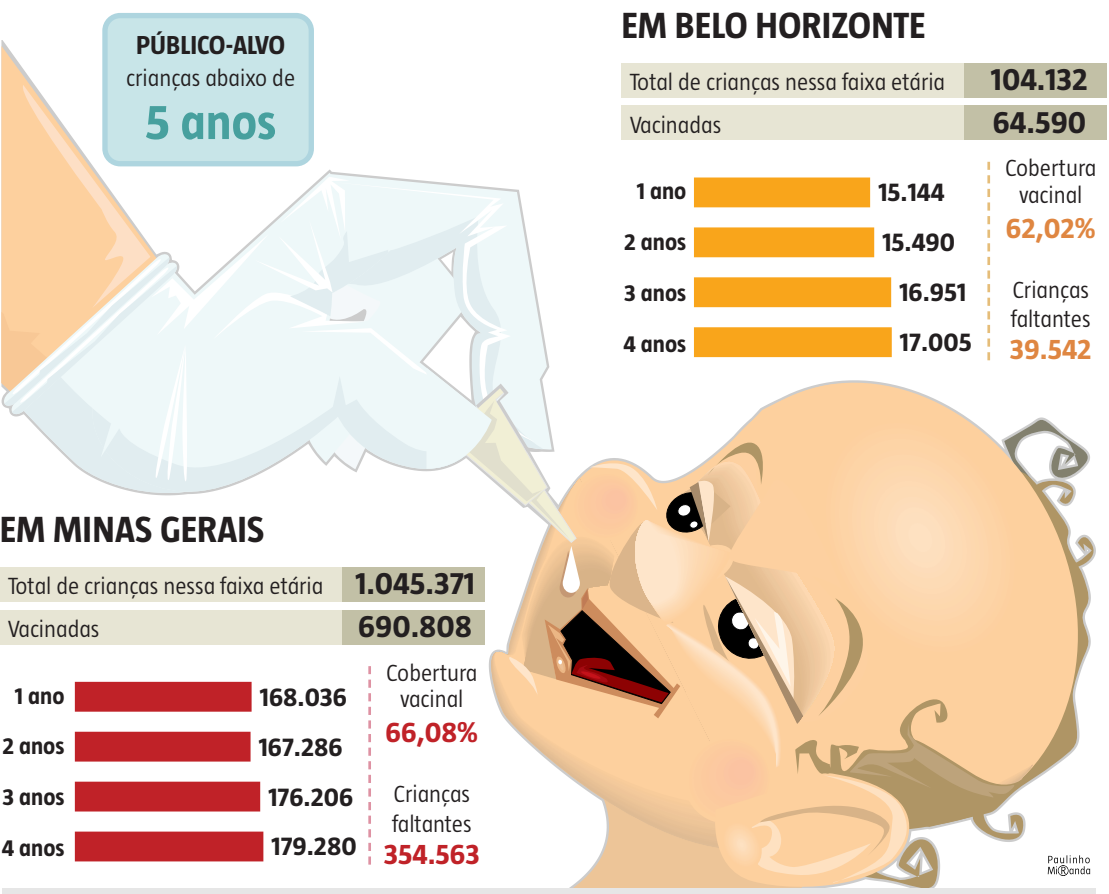 PÚBLICO-ALVO
crianças abaixo de
5 anos
EM BELO HORIZONTE
Total de crianças nessa faixa etária 104.132
Vacinadas 64.590
1 ano 15.144
2 anos 15.490
3 anos 16.951
4 anos 17.005
Cobertura
vacinal
62,02%
Crianças
faltantes
39.542
EM MINAS GERAIS
Total de crianças nessa faixa etária 1.045.371
Vacinadas 690.808
1 ano 168.036
2 anos 167.286
3 anos 176.206
4 anos 179.280
Cobertura
vacinal
66,08%
Crianças
faltantes
354.563
Paulinho
MiⓇanda